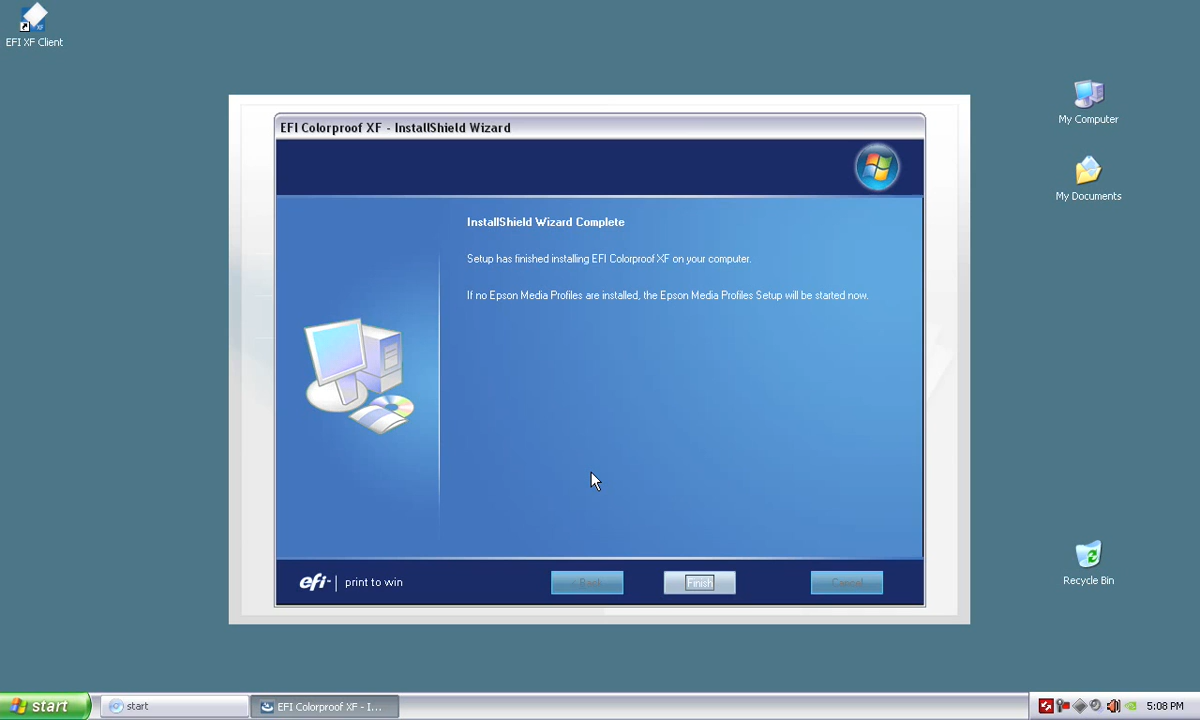 EFI XF Client
My Computer
My Documents
Recycle Bin
EFI Colorproof XF - InstallShield Wizard
InstallShield Wizard Complete
Setup has finished installing EFI Colorproof XF on your computer.
If no Epson Media Profiles are installed, the Epson Media Profiles Setup will be started now.
efi
print to win
< Back
Finish
Cancel
start
start
EFI Colorproof XF - I...
5:08 PM